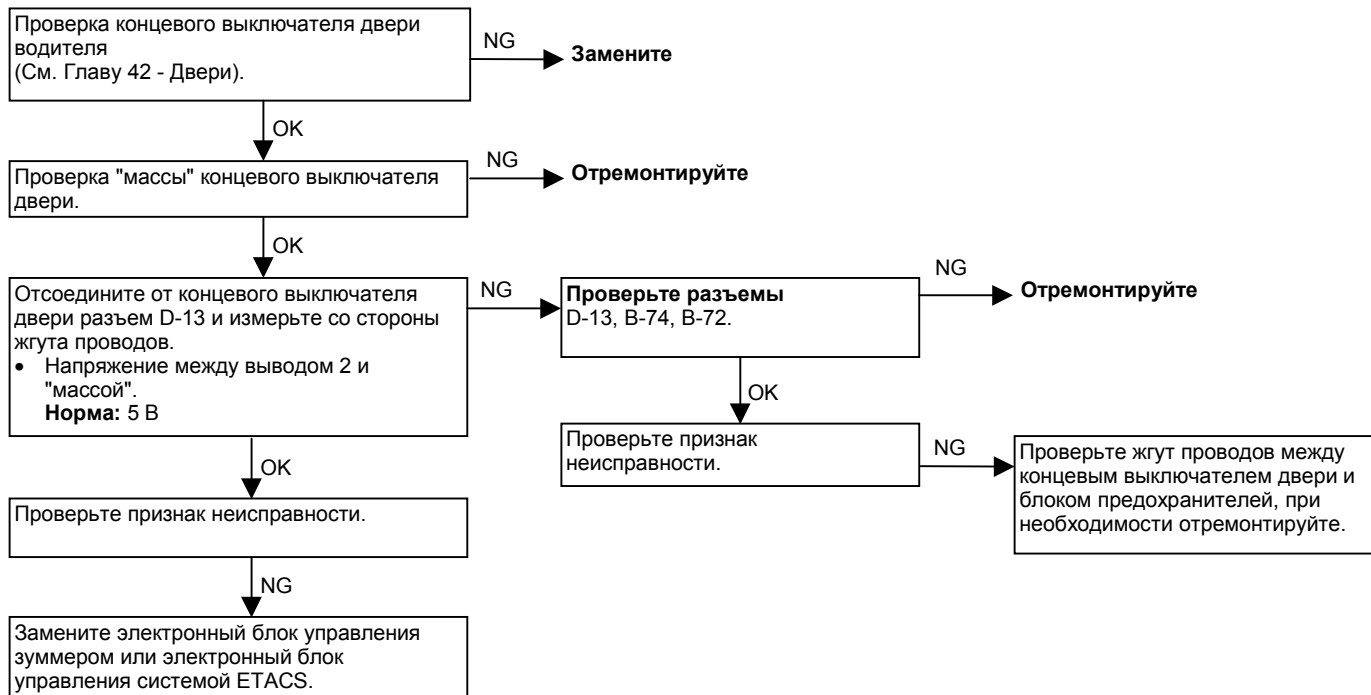 Проверка концевого выключателя двери
водителя
(См. Главу 42 - Двери).
NG
Замените
OK
Проверка "массы" концевого выключателя
двери.
NG
Отремонтируйте
OK
Отсоедините от концевого выключателя
двери разъем D-13 и измерьте со стороны
жгута проводов.
• Напряжение между выводом 2 и
"массой".
Норма: 5 В
NG
Проверьте разъемы
D-13, B-74, B-72.
NG
Отремонтируйте
OK
Проверьте признак
неисправности.
NG
Проверьте жгут проводов между
концевым выключателем двери и
блоком предохранителей, при
необходимости отремонтируйте.
OK
Проверьте признак неисправности.
NG
Замените электронный блок управления
зуммером или электронный блок
управления системой ETACS.